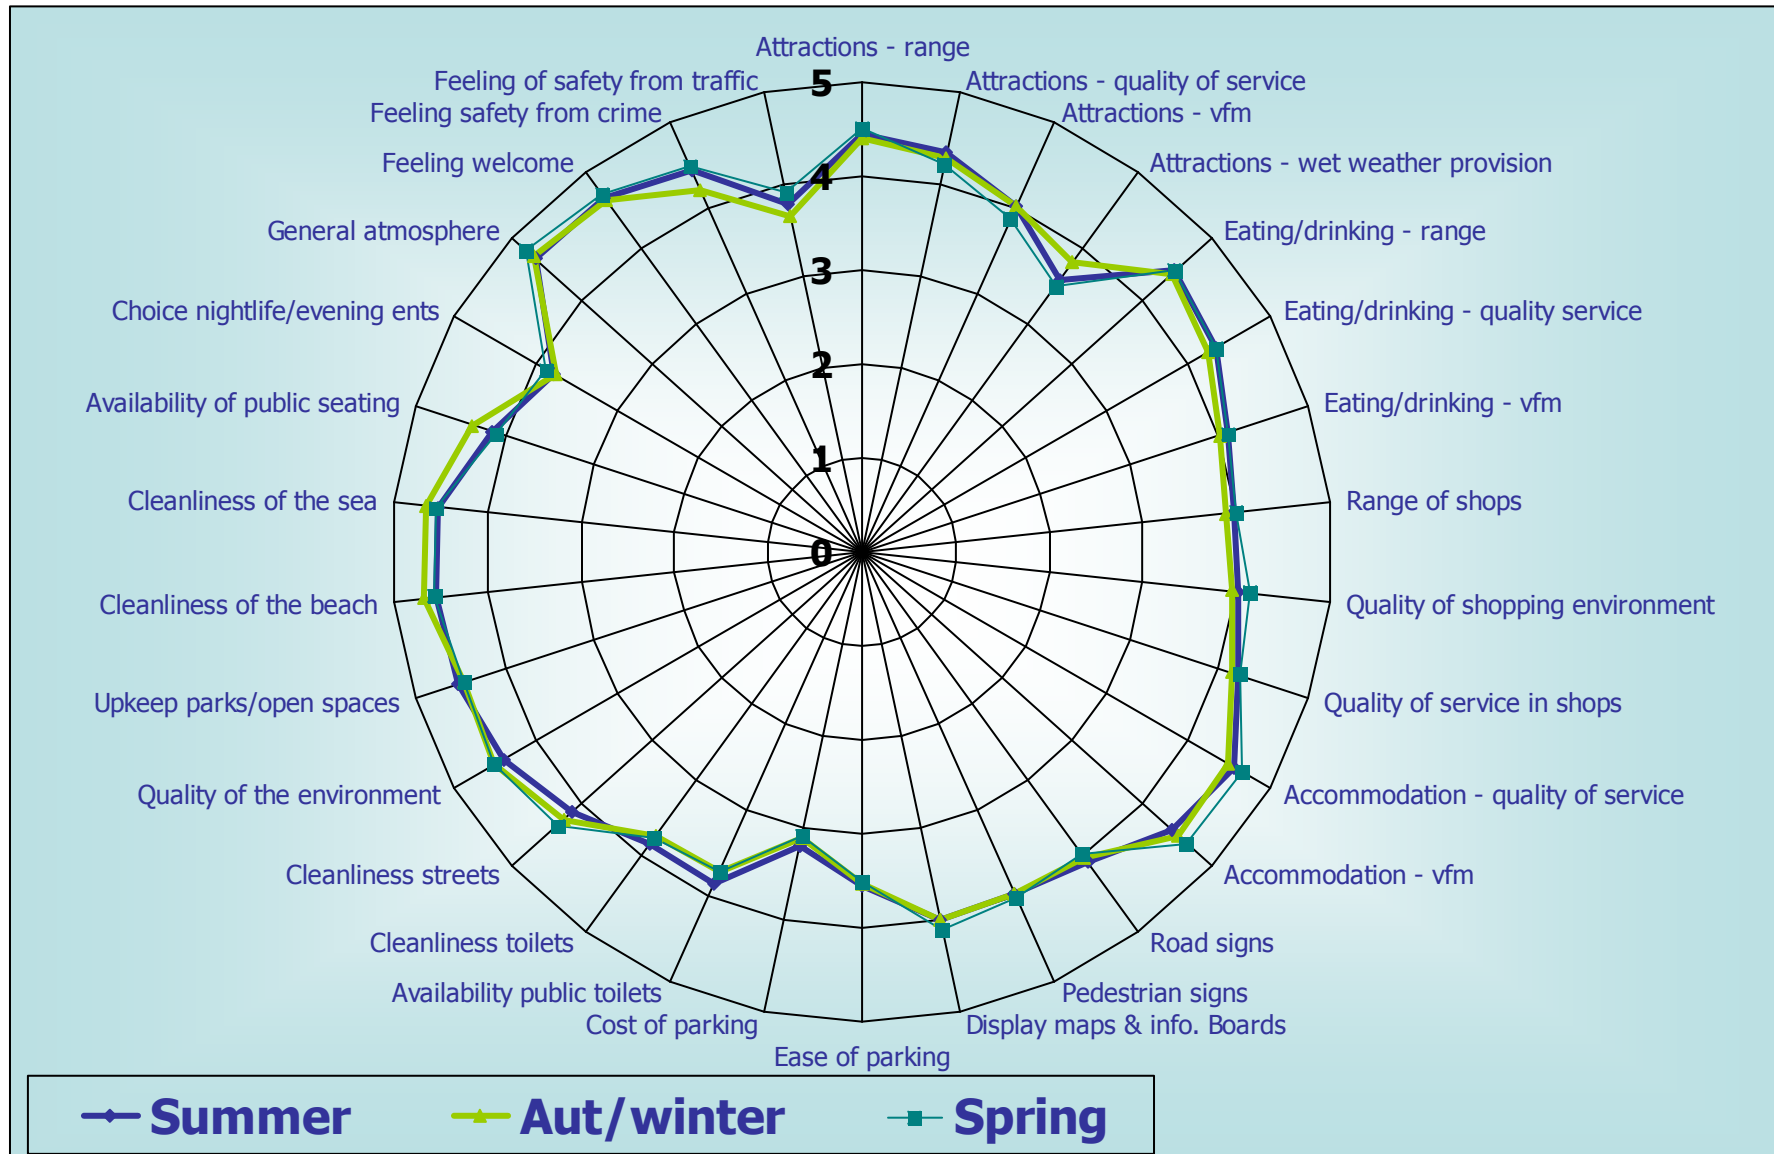 Attractions - range
Feeling of safety from traffic
Attractions - quality of service
Feeling safety from crime
Attractions - vfm
Feeling welcome
Attractions - wet weather provision
General atmosphere
Eating/drinking - range
Choice nightlife/evening ents
Eating/drinking - quality service
Availability of public seating
Eating/drinking - vfm
Cleanliness of the sea
Range of shops
Cleanliness of the beach
Quality of shopping environment
Upkeep parks/open spaces
Quality of service in shops
Quality of the environment
Accommodation - quality of service
Cleanliness streets
Accommodation - vfm
Cleanliness toilets
Road signs
Availability public toilets
Pedestrian signs
Cost of parking
Display maps & info. Boards
Ease of parking
5
4
3
2
1
0
Summer
Aut/winter
Spring